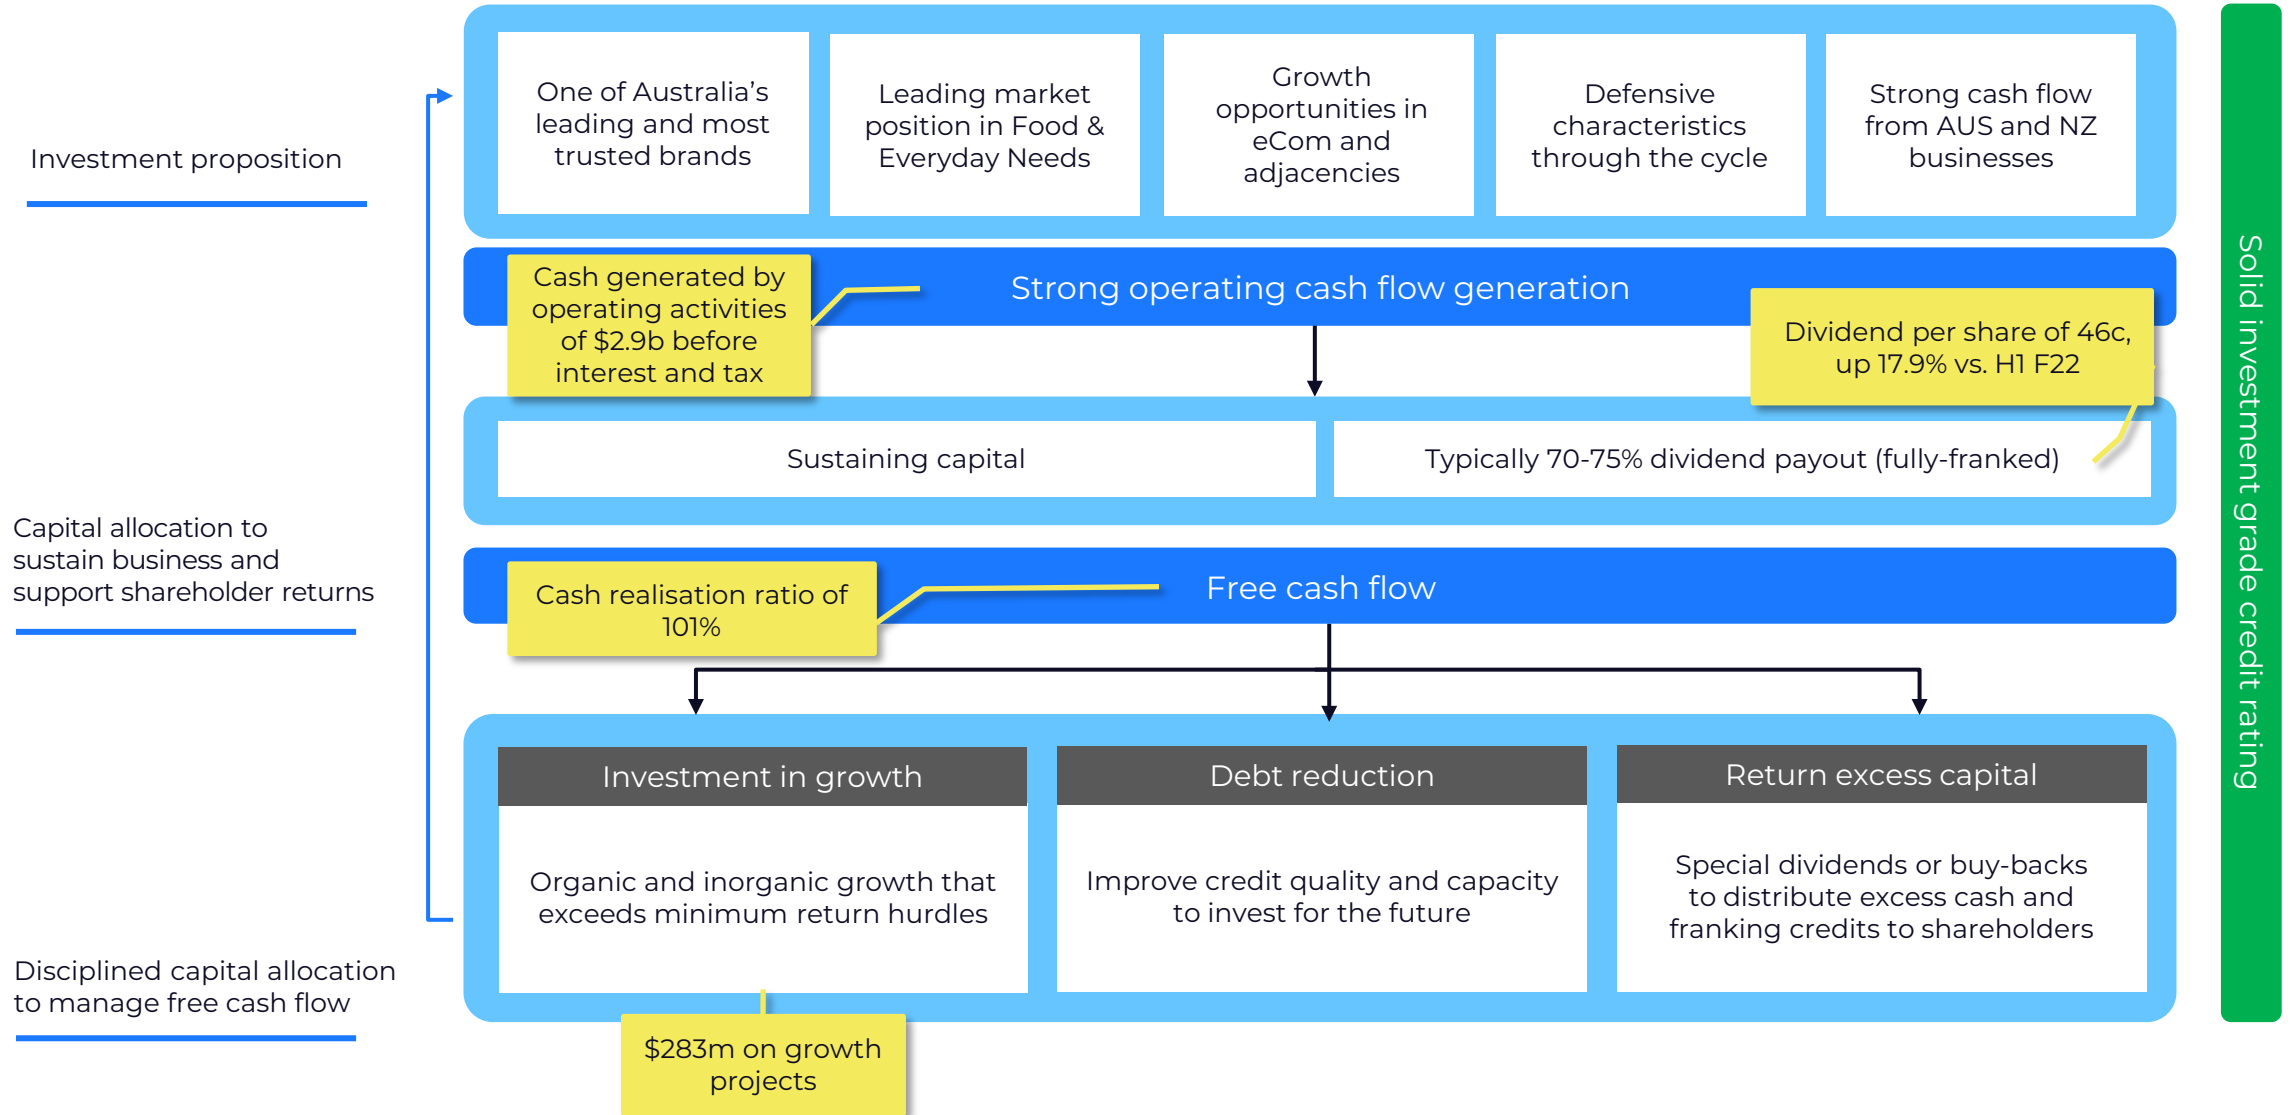 Investment proposition
One of Australia’s
leading and most
trusted brands
Leading market
position in Food &
Everyday Needs
Growth
opportunities in
eCom and
adjacencies
Defensive
characteristics
through the cycle
Strong cash flow
from AUS and NZ
businesses
Strong operating cash flow generation
Cash generated by
operating activities
of $2.9b before
interest and tax
Dividend per share of 46c,
up 17.9% vs. H1 F22
Capital allocation to
sustain business and
support shareholder returns
Sustaining capital
Typically 70-75% dividend payout (fully-franked)
Free cash flow
Cash realisation ratio of
101%
Disciplined capital allocation
to manage free cash flow
Investment in growth
Organic and inorganic growth that
exceeds minimum return hurdles
Debt reduction
Improve credit quality and capacity
to invest for the future
Return excess capital
Special dividends or buy-backs
to distribute excess cash and
franking credits to shareholders
$283m on growth
projects
Solid investment grade credit rating